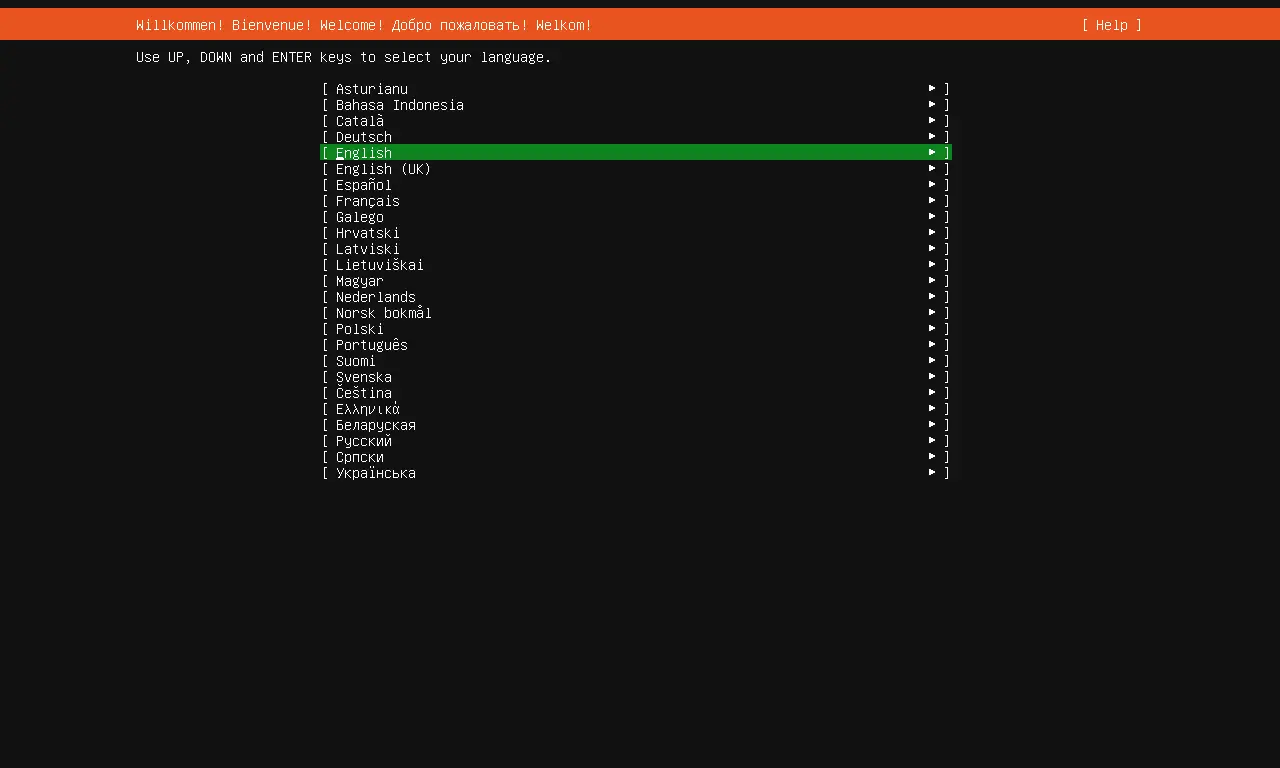 Willkommen! Bienvenue! Welcome! Добро пожаловать! Welkom! [ Help ]
Use UP, DOWN and ENTER keys to select your language.
[ Asturianu ▸ ]
[ Bahasa Indonesia ▸ ]
[ Català ▸ ]
[ Deutsch ▸ ]
[ English ▸ ]
[ English (UK) ▸ ]
[ Español ▸ ]
[ Français ▸ ]
[ Galego ▸ ]
[ Hrvatski ▸ ]
[ Latviski ▸ ]
[ Lietuviškai ▸ ]
[ Magyar ▸ ]
[ Nederlands ▸ ]
[ Norsk bokmål ▸ ]
[ Polski ▸ ]
[ Português ▸ ]
[ Suomi ▸ ]
[ Svenska ▸ ]
[ Čeština ▸ ]
[ Ελληνικά ▸ ]
[ Беларуская ▸ ]
[ Русский ▸ ]
[ Српски ▸ ]
[ Українська ▸ ]